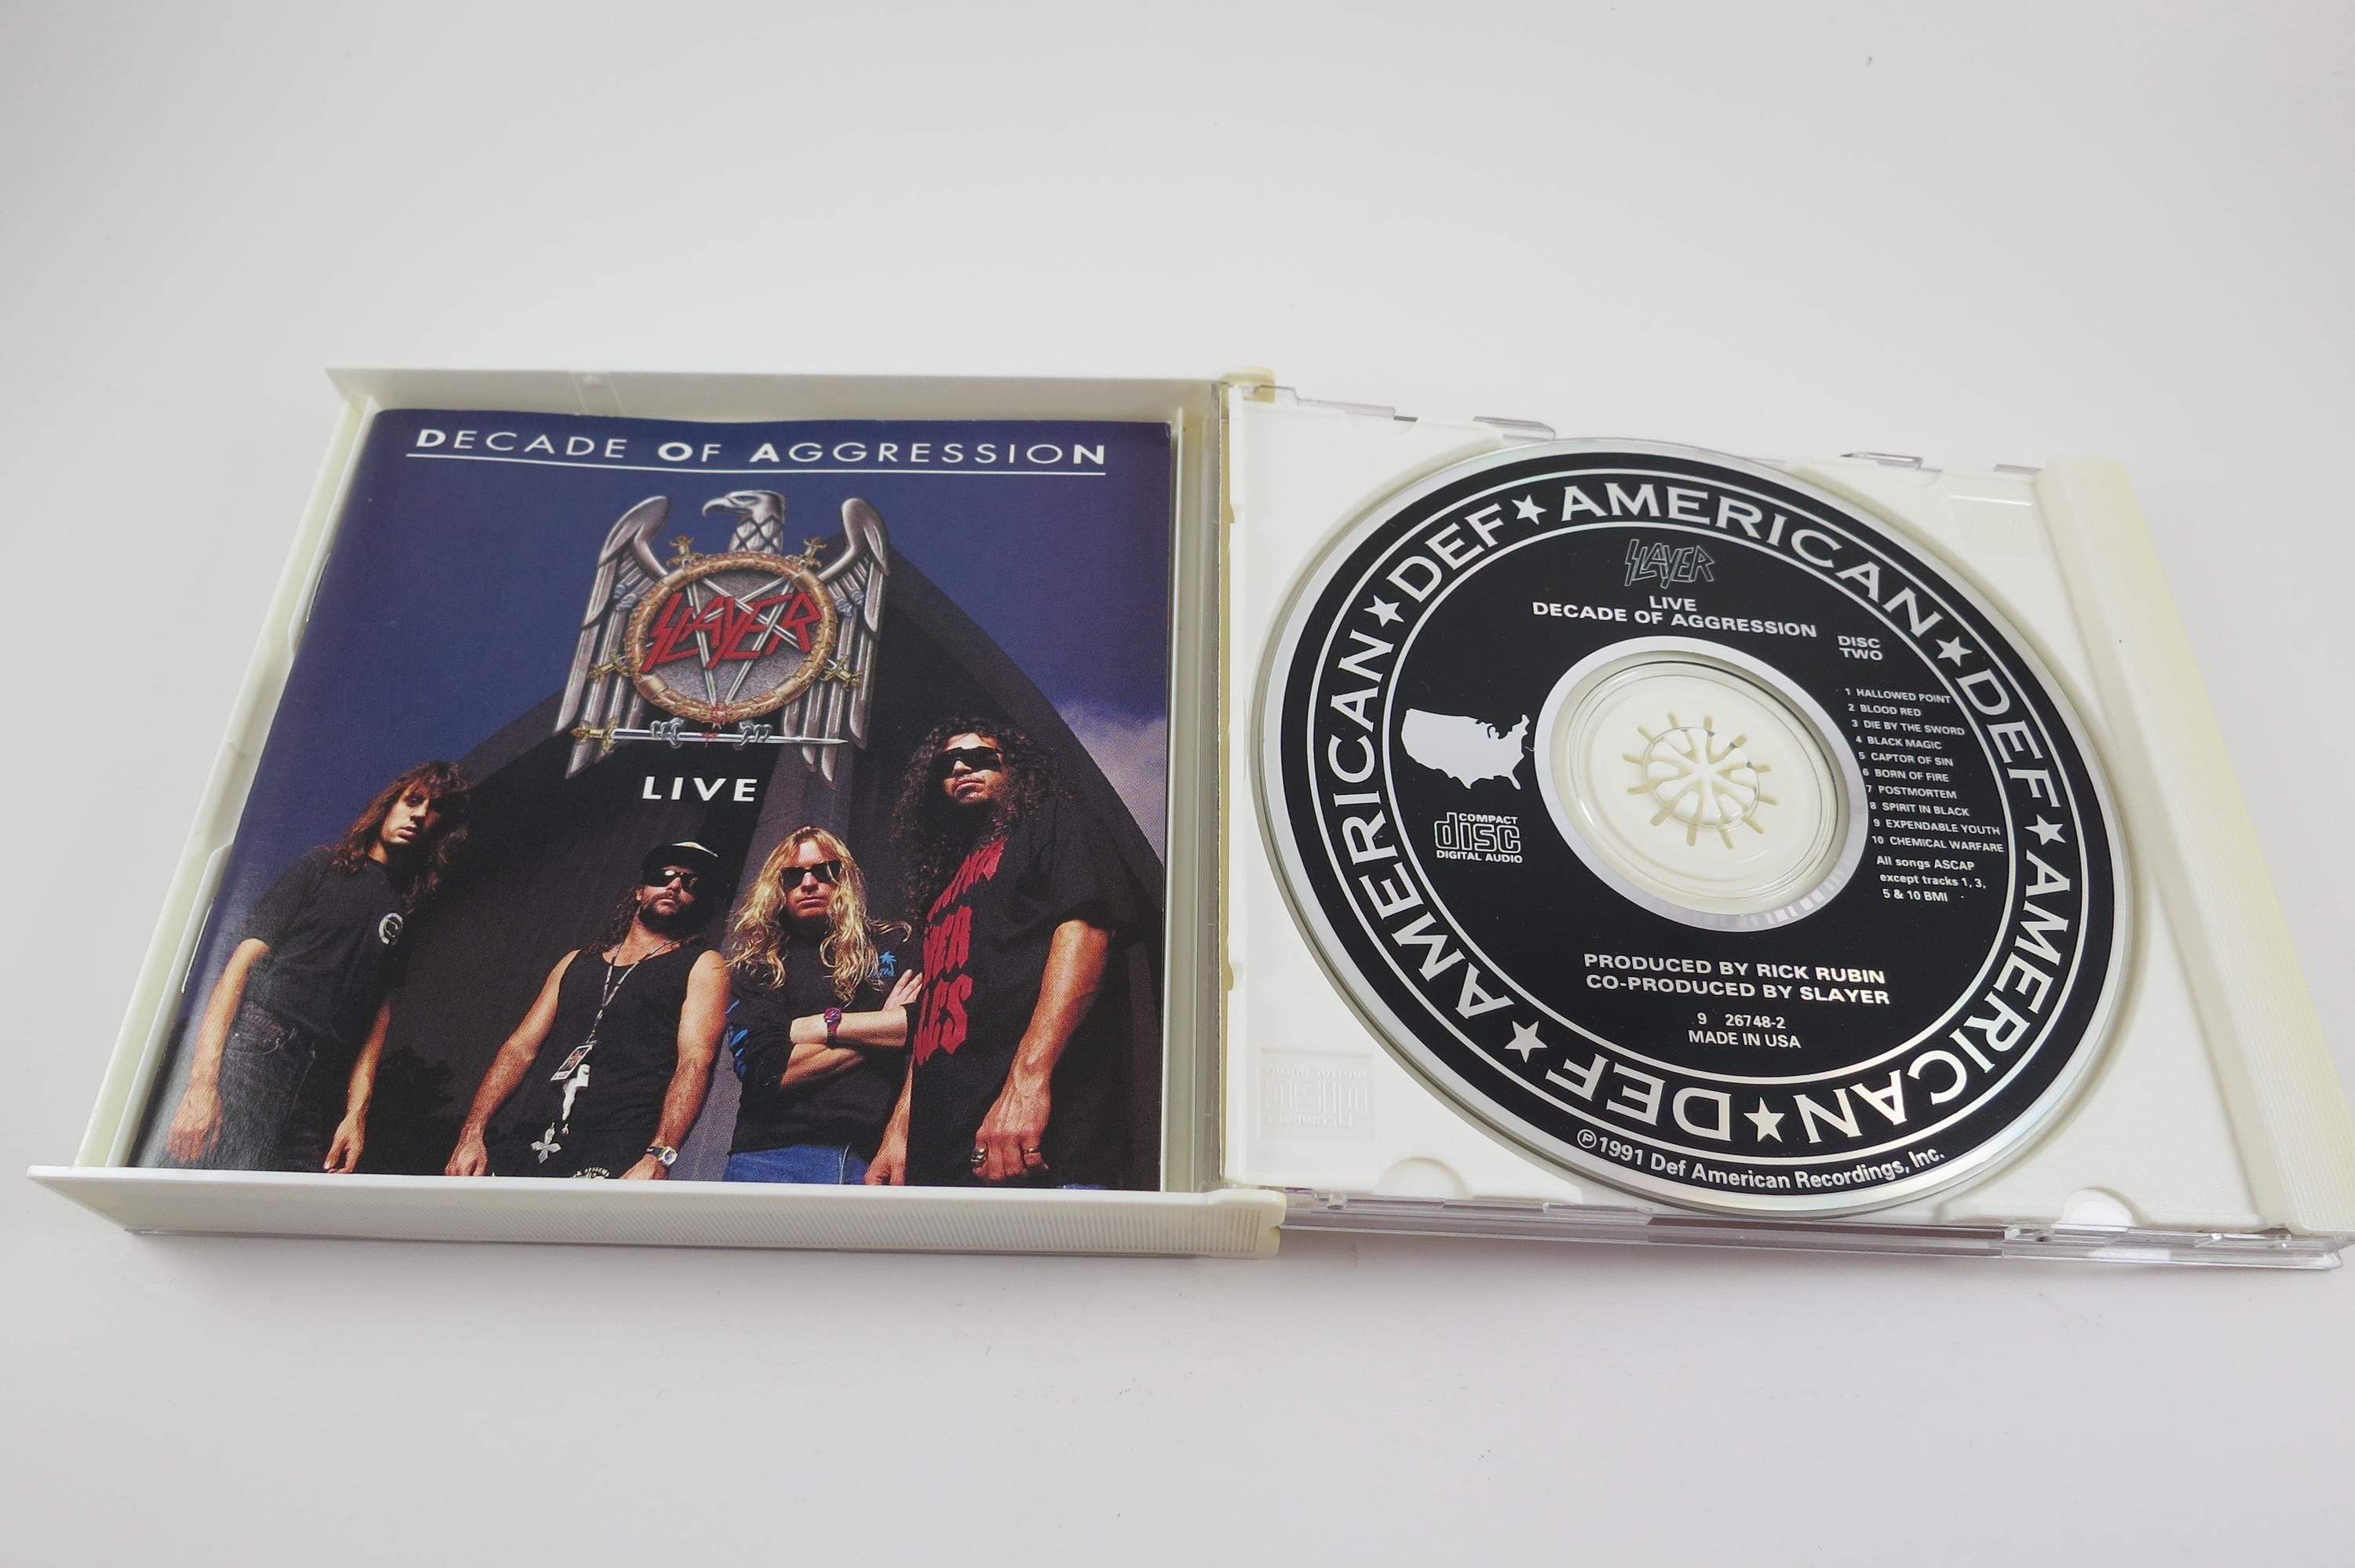 DECADE OF AGGRESSION
SLAYER
LIVE
DEF ★ AMERICAN ★ DEF ★ AMERICAN ★ DEF ★ AMERICAN ★ DEF ★ AMERICAN
SLAYER
LIVE
DECADE OF AGGRESSION
DISC
TWO
1 HALLOWED POINT
2 BLOOD RED
3 DIE BY THE SWORD
4 BLACK MAGIC
5 CAPTOR OF SIN
6 BORN OF FIRE
7 POSTMORTEM
8 SPIRIT IN BLACK
9 EXPENDABLE YOUTH
10 CHEMICAL WARFARE
All songs ASCAP
except tracks 1, 3,
5 & 10 BMI
COMPACT
disc
DIGITAL AUDIO
PRODUCED BY RICK RUBIN
CO-PRODUCED BY SLAYER
9 26748-2
MADE IN USA
℗1991 Def American Recordings, Inc.